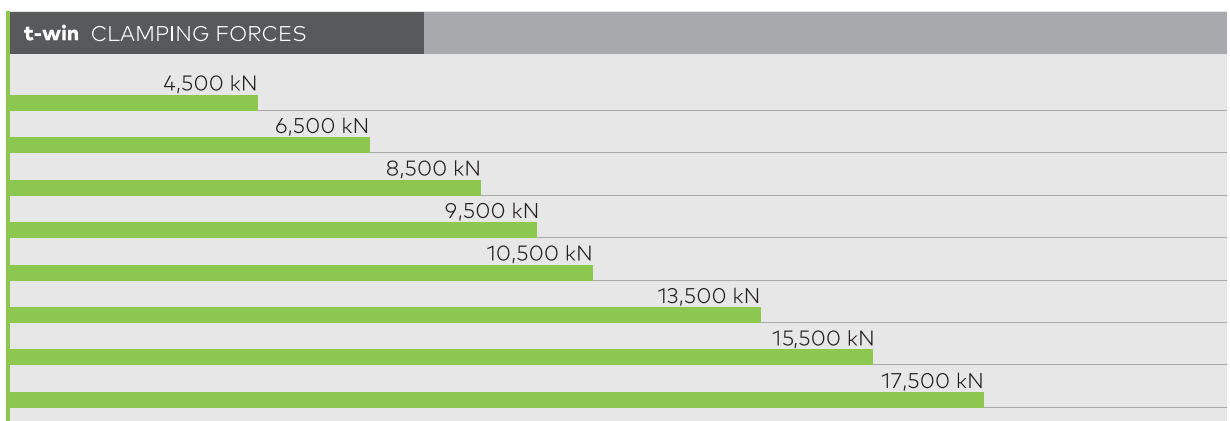 t-win CLAMPING FORCES
4,500 kN
6,500 kN
8,500 kN
9,500 kN
10,500 kN
13,500 kN
15,500 kN
17,500 kN